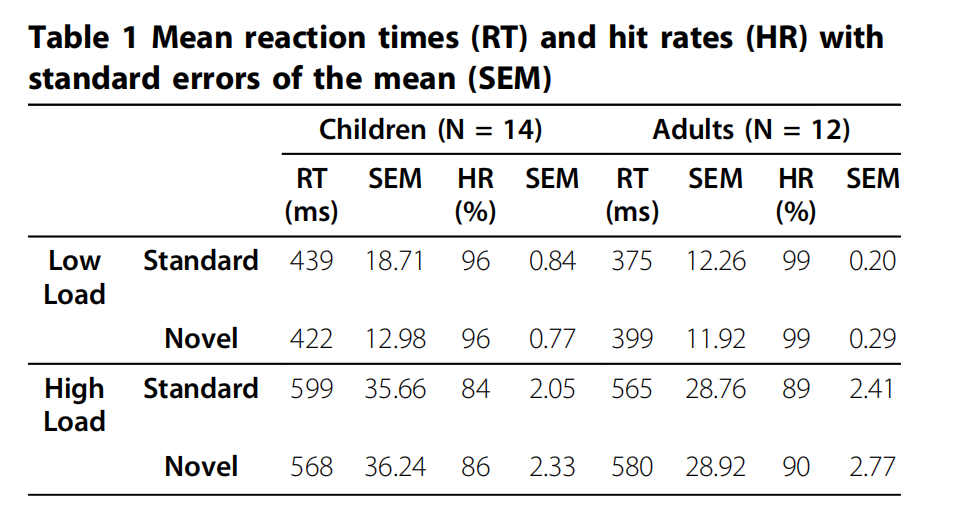 Table 1 Mean reaction times (RT) and hit rates (HR) with
standard errors of the mean (SEM)
Children (N = 14) Adults (N = 12)
RT SEM HR SEM RT SEM HR SEM
(ms) (%) (ms) (%)
Low Standard 439 18.71 96 0.84 375 12.26 99 0.20
Load
Novel 422 12.98 96 0.77 399 11.92 99 0.29
High Standard 599 35.66 84 2.05 565 28.76 89 2.41
Load
Novel 568 36.24 86 2.33 580 28.92 90 2.77